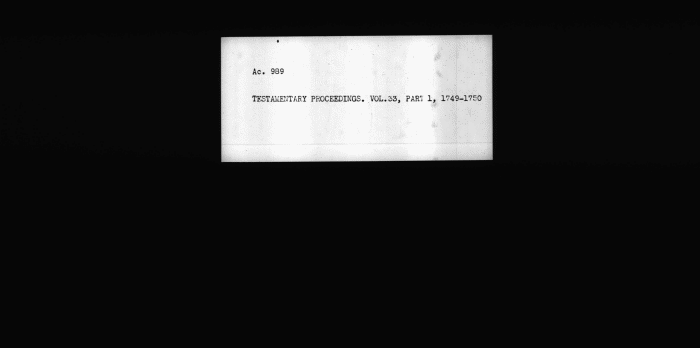 Ac. 989
TESTAMENTARY PROCEEDINGS. VOL.33, PART 1, 1749-1750